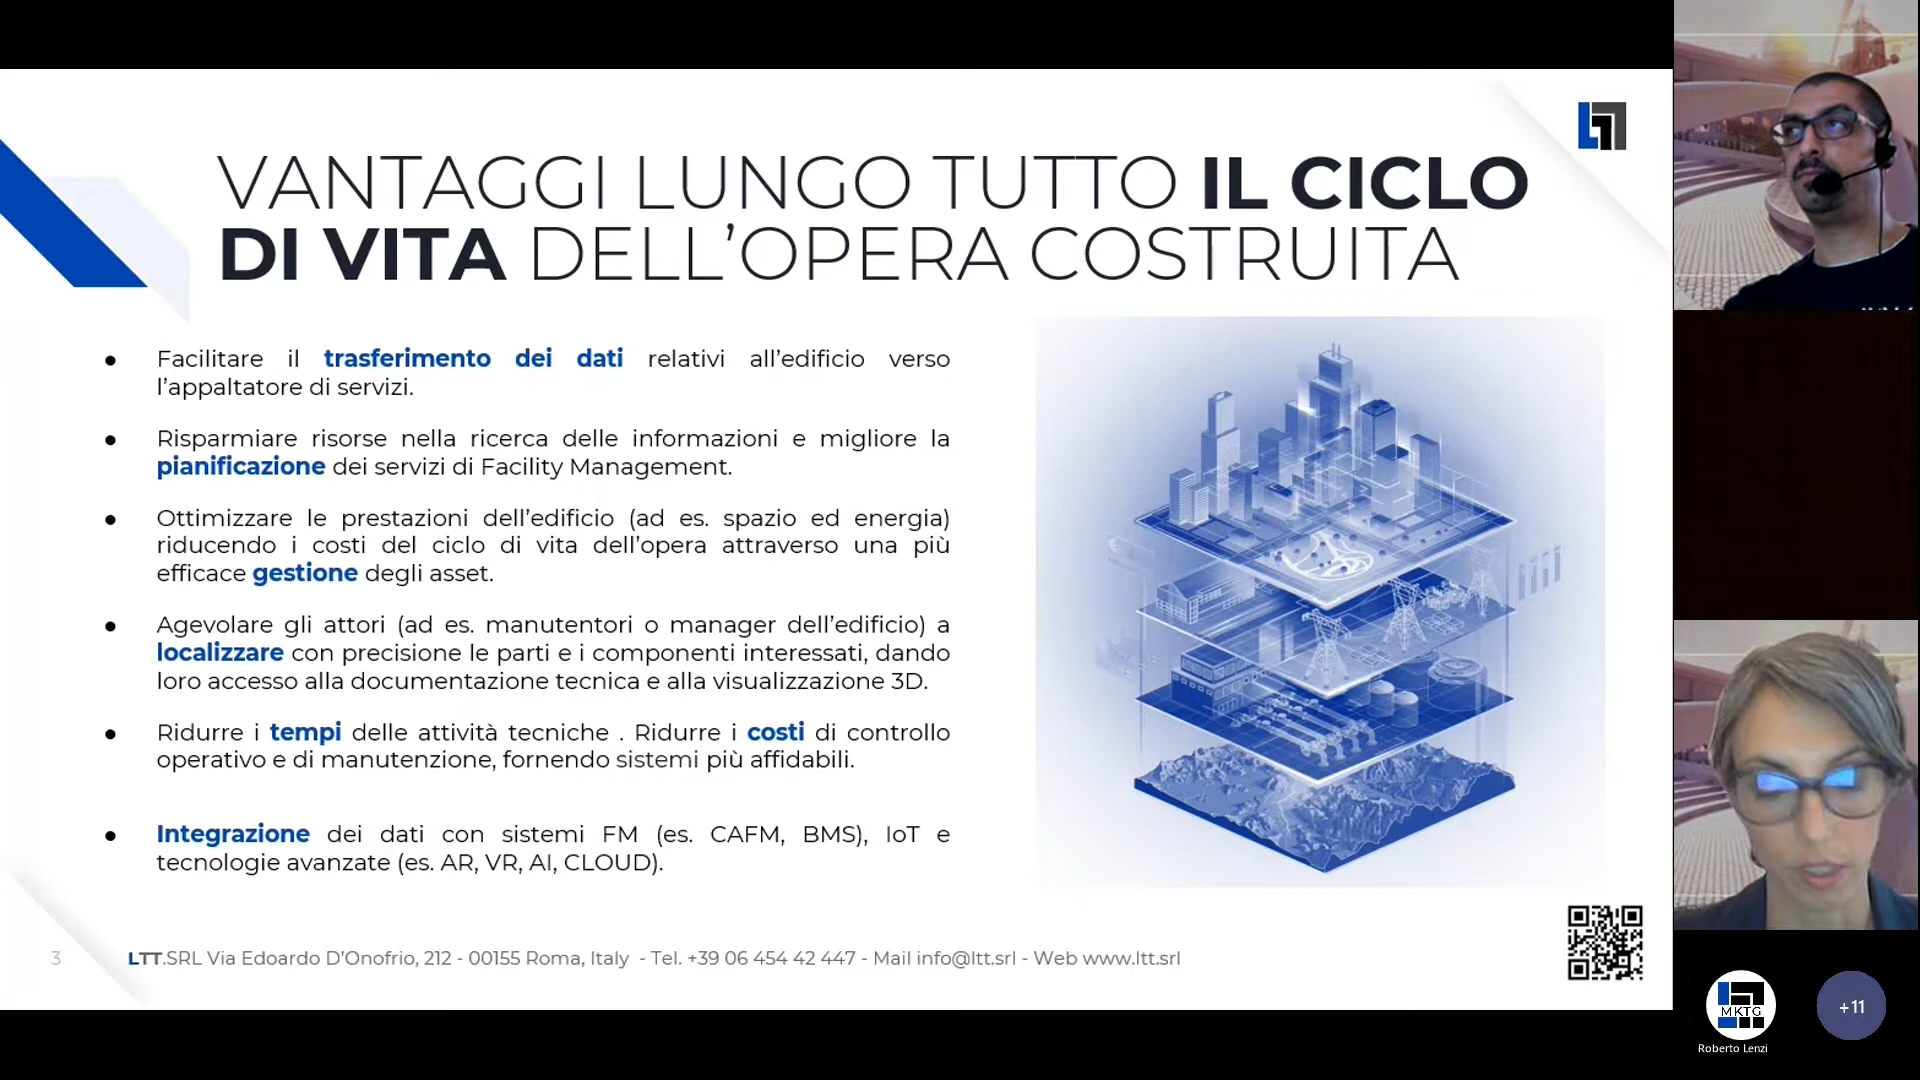 VANTAGGI LUNGO TUTTO IL CICLO
DI VITA DELL’OPERA COSTRUITA
● Facilitare il trasferimento dei dati relativi all’edificio verso
l’appaltatore di servizi.
● Risparmiare risorse nella ricerca delle informazioni e migliore la
pianificazione dei servizi di Facility Management.
● Ottimizzare le prestazioni dell’edificio (ad es. spazio ed energia)
riducendo i costi del ciclo di vita dell’opera attraverso una più
efficace gestione degli asset.
● Agevolare gli attori (ad es. manutentori o manager dell’edificio) a
localizzare con precisione le parti e i componenti interessati, dando
loro accesso alla documentazione tecnica e alla visualizzazione 3D.
● Ridurre i tempi delle attività tecniche . Ridurre i costi di controllo
operativo e di manutenzione, fornendo sistemi più affidabili.
● Integrazione dei dati con sistemi FM (es. CAFM, BMS), IoT e
tecnologie avanzate (es. AR, VR, AI, CLOUD).
3
LTT.SRL Via Edoardo D’Onofrio, 212 - 00155 Roma, Italy - Tel. +39 06 454 42 447 - Mail info@ltt.srl - Web www.ltt.srl
MKTG
+11
Roberto Lenzi